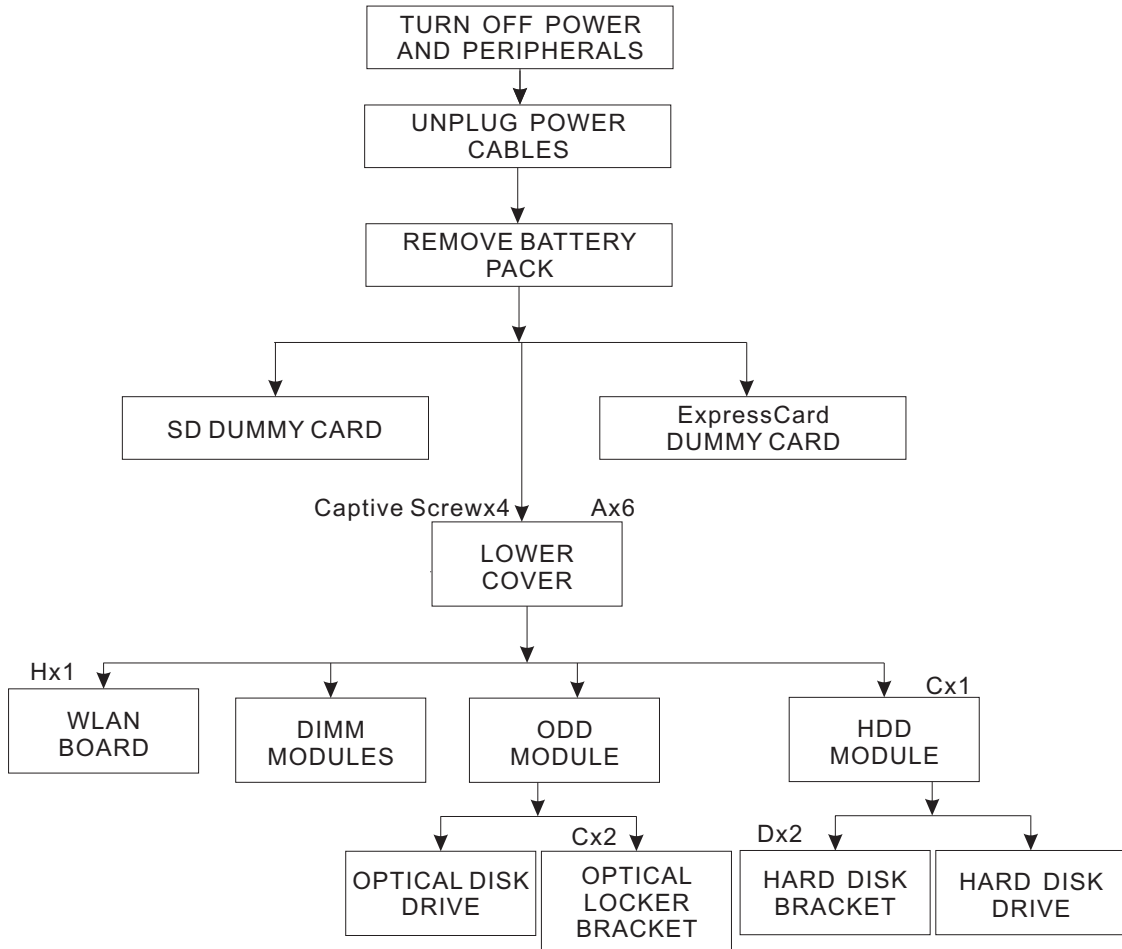 TURN OFF POWER
AND PERIPHERALS
UNPLUG POWER
CABLES
REMOVE BATTERY
PACK
SD DUMMY CARD
ExpressCard
DUMMY CARD
Captive Screwx4
Ax6
LOWER
COVER
Hx1
WLAN
BOARD
DIMM
MODULES
ODD
MODULE
Cx1
HDD
MODULE
OPTICAL DISK
DRIVE
Cx2
OPTICAL
LOCKER
BRACKET
Dx2
HARD DISK
BRACKET
HARD DISK
DRIVE